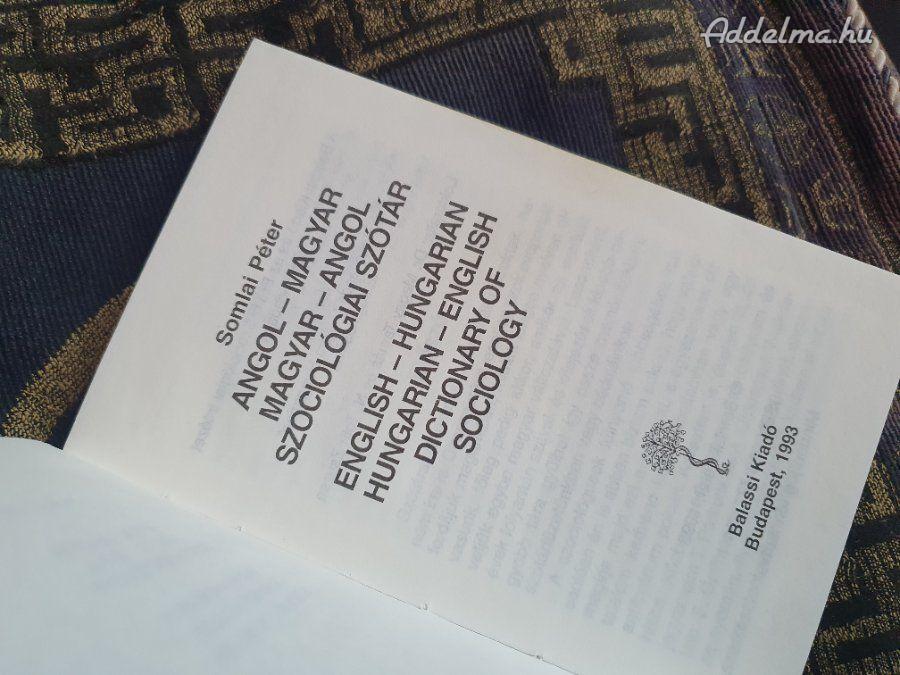 Addelma.hu
Somlai Péter
ANGOL – MAGYAR
MAGYAR – ANGOL
SZOCIOLÓGIAI SZÓTÁR
ENGLISH – HUNGARIAN
HUNGARIAN – ENGLISH
DICTIONARY OF
SOCIOLOGY
Balassi Kiadó
Budapest, 1993